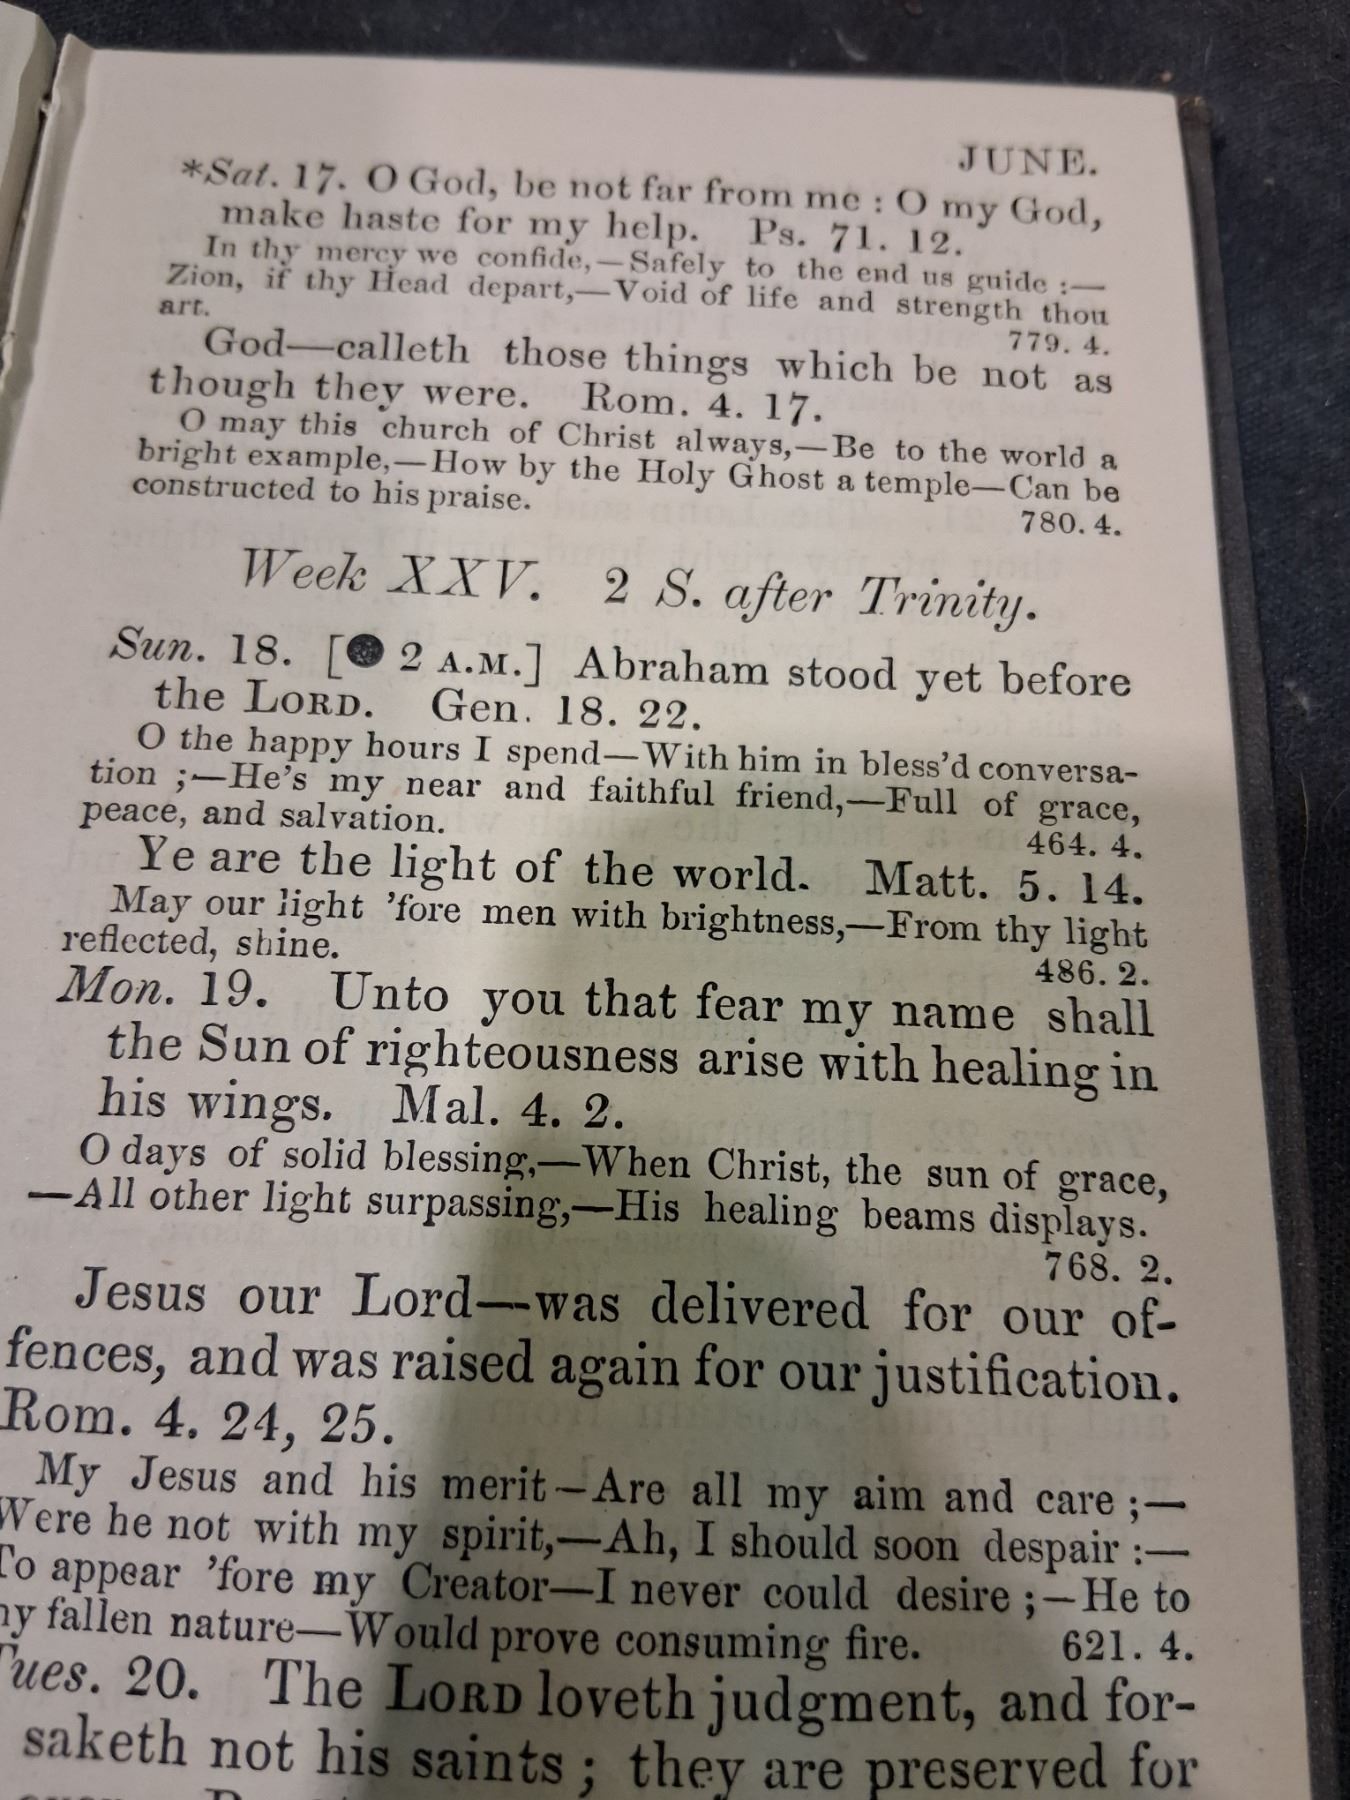 JUNE.
*Sat. 17. O God, be not far from me : O my God,
make haste for my help. Ps. 71. 12.
In thy mercy we confide,—Safely to the end us guide :—
Zion, if thy Head depart,—Void of life and strength thou
art.
779. 4.
God—calleth those things which be not as
though they were. Rom. 4. 17.
O may this church of Christ always,—Be to the world a
bright example,—How by the Holy Ghost a temple—Can be
constructed to his praise.
780. 4.
Week XXV. 2 S. after Trinity.
Sun. 18. [● 2 A.M.] Abraham stood yet before
the LORD. Gen. 18. 22.
O the happy hours I spend—With him in bless'd conversa-
tion ;—He's my near and faithful friend,—Full of grace,
peace, and salvation.
464. 4.
Ye are the light of the world. Matt. 5. 14.
May our light 'fore men with brightness,—From thy light
reflected, shine.
486. 2.
Mon. 19. Unto you that fear my name shall
the Sun of righteousness arise with healing in
his wings. Mal. 4. 2.
O days of solid blessing,—When Christ, the sun of grace,
—All other light surpassing,—His healing beams displays.
768. 2.
Jesus our Lord—was delivered for our of-
fences, and was raised again for our justification.
Rom. 4. 24, 25.
My Jesus and his merit—Are all my aim and care ;—
Were he not with my spirit,—Ah, I should soon despair :—
To appear 'fore my Creator—I never could desire ;—He to
my fallen nature—Would prove consuming fire. 621. 4.
Tues. 20. The LORD loveth judgment, and for-
saketh not his saints ; they are preserved for